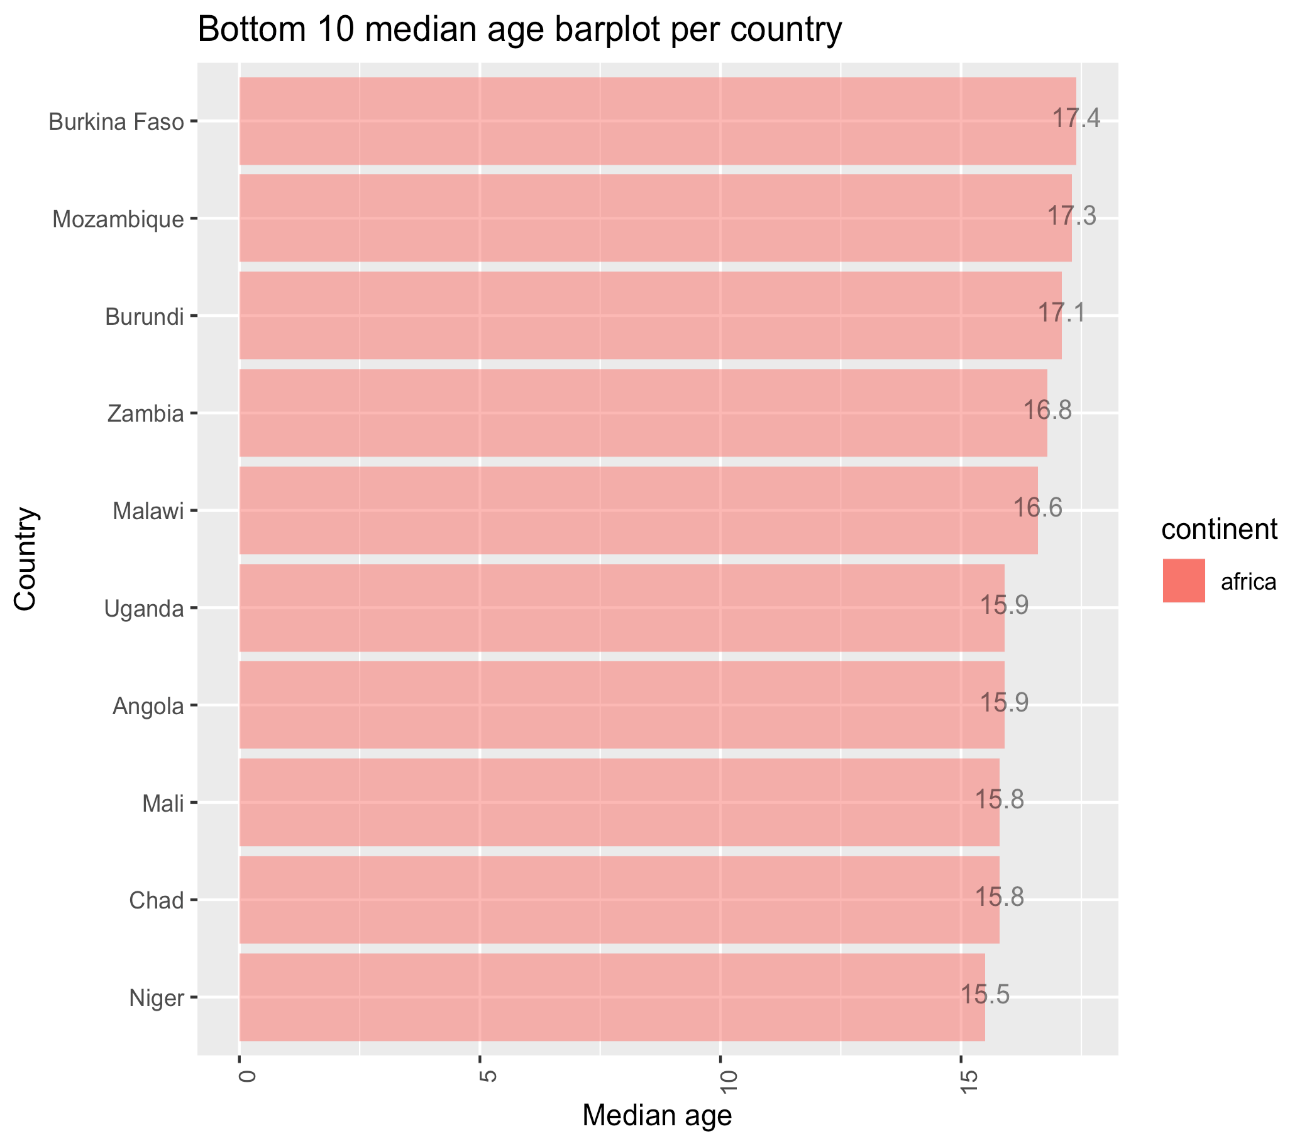 Bottom 10 median age barplot per country
Burkina Faso
17.4
Mozambique
17.3
Burundi
17.1
Zambia
16.8
Malawi
16.6
Uganda
15.9
Angola
15.9
Mali
15.8
Chad
15.8
Niger
15.5
Country
0
5
10
15
Median age
continent
africa